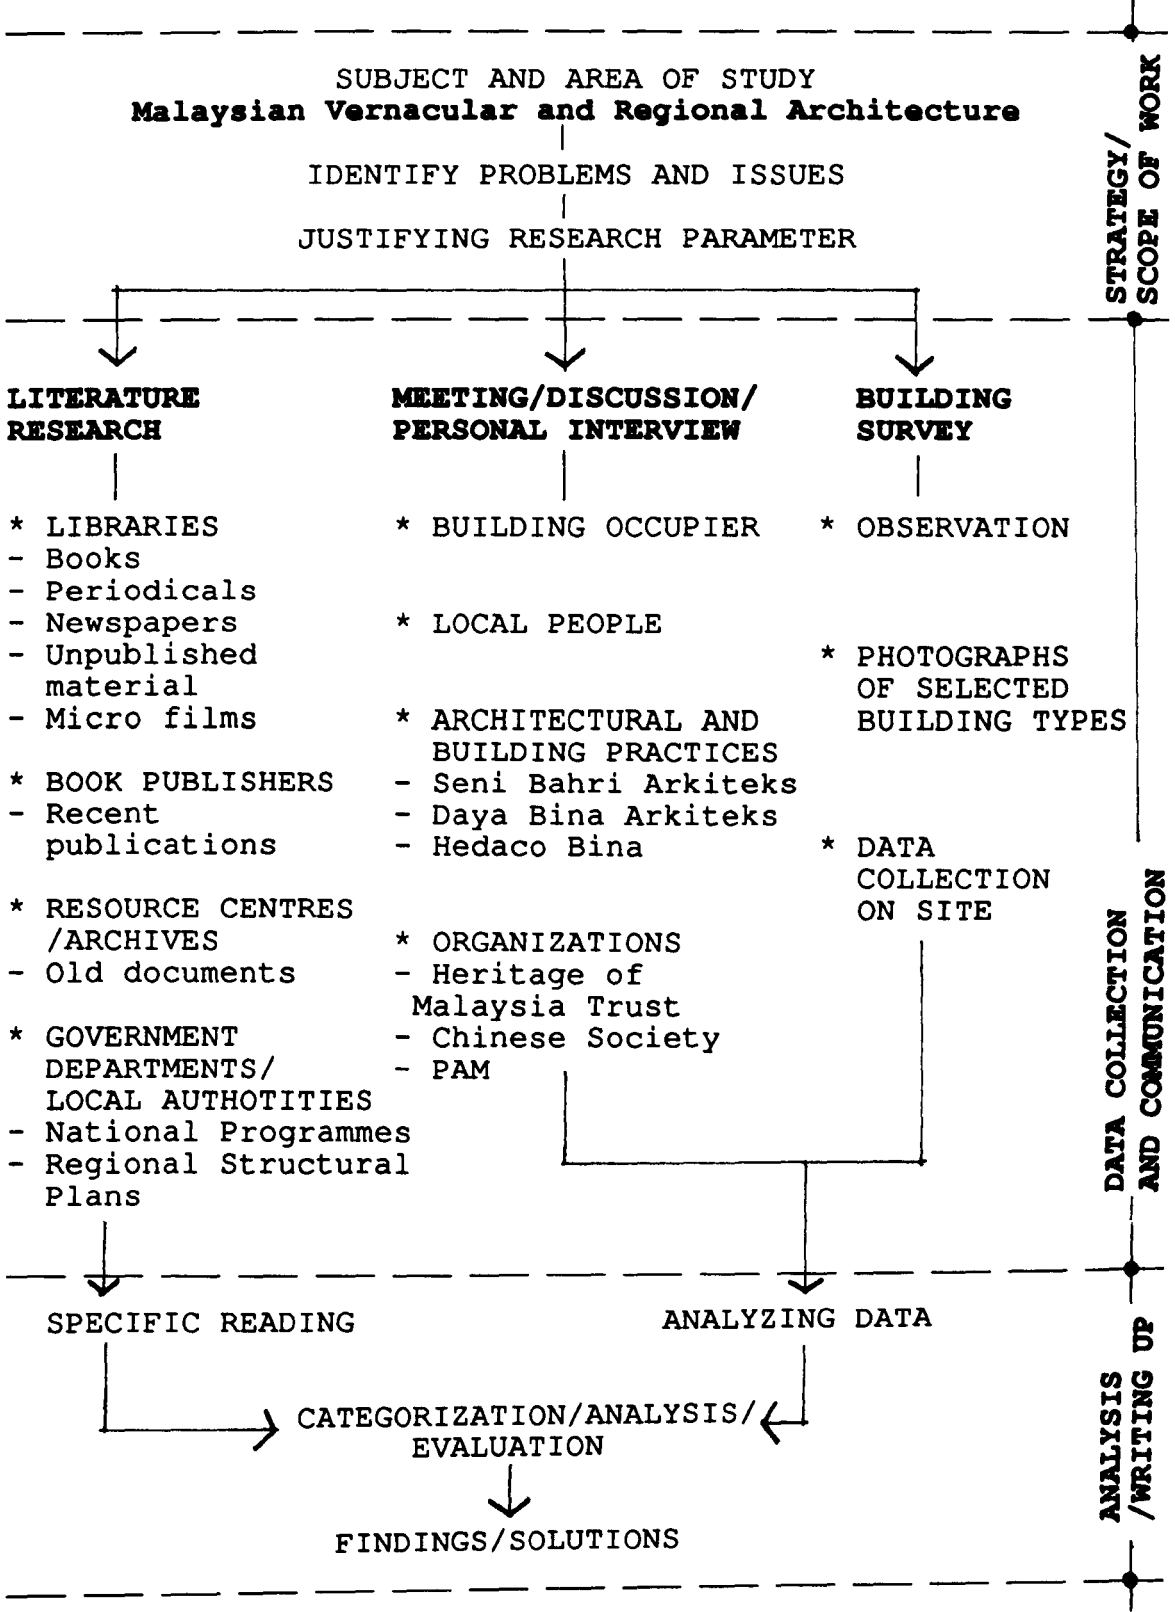 SUBJECT AND AREA OF STUDY
Malaysian Vernacular and Regional Architecture
IDENTIFY PROBLEMS AND ISSUES
JUSTIFYING RESEARCH PARAMETER
STRATEGY/
SCOPE OF WORK
LITERATURE
RESEARCH
* LIBRARIES
- Books
- Periodicals
- Newspapers
- Unpublished
material
- Micro films
* BOOK PUBLISHERS
- Recent
publications
* RESOURCE CENTRES
/ARCHIVES
- Old documents
* GOVERNMENT
DEPARTMENTS/
LOCAL AUTHOTITIES
- National Programmes
- Regional Structural
Plans
MEETING/DISCUSSION/
PERSONAL INTERVIEW
* BUILDING OCCUPIER
* LOCAL PEOPLE
* ARCHITECTURAL AND
BUILDING PRACTICES
- Seni Bahri Arkiteks
- Daya Bina Arkiteks
- Hedaco Bina
* ORGANIZATIONS
- Heritage of
Malaysia Trust
- Chinese Society
- PAM
BUILDING
SURVEY
* OBSERVATION
* PHOTOGRAPHS
OF SELECTED
BUILDING TYPES
* DATA
COLLECTION
ON SITE
DATA COLLECTION
AND COMMUNICATION
SPECIFIC READING
ANALYZING DATA
CATEGORIZATION/ANALYSIS/
EVALUATION
FINDINGS/SOLUTIONS
ANALYSIS
/WRITING UP